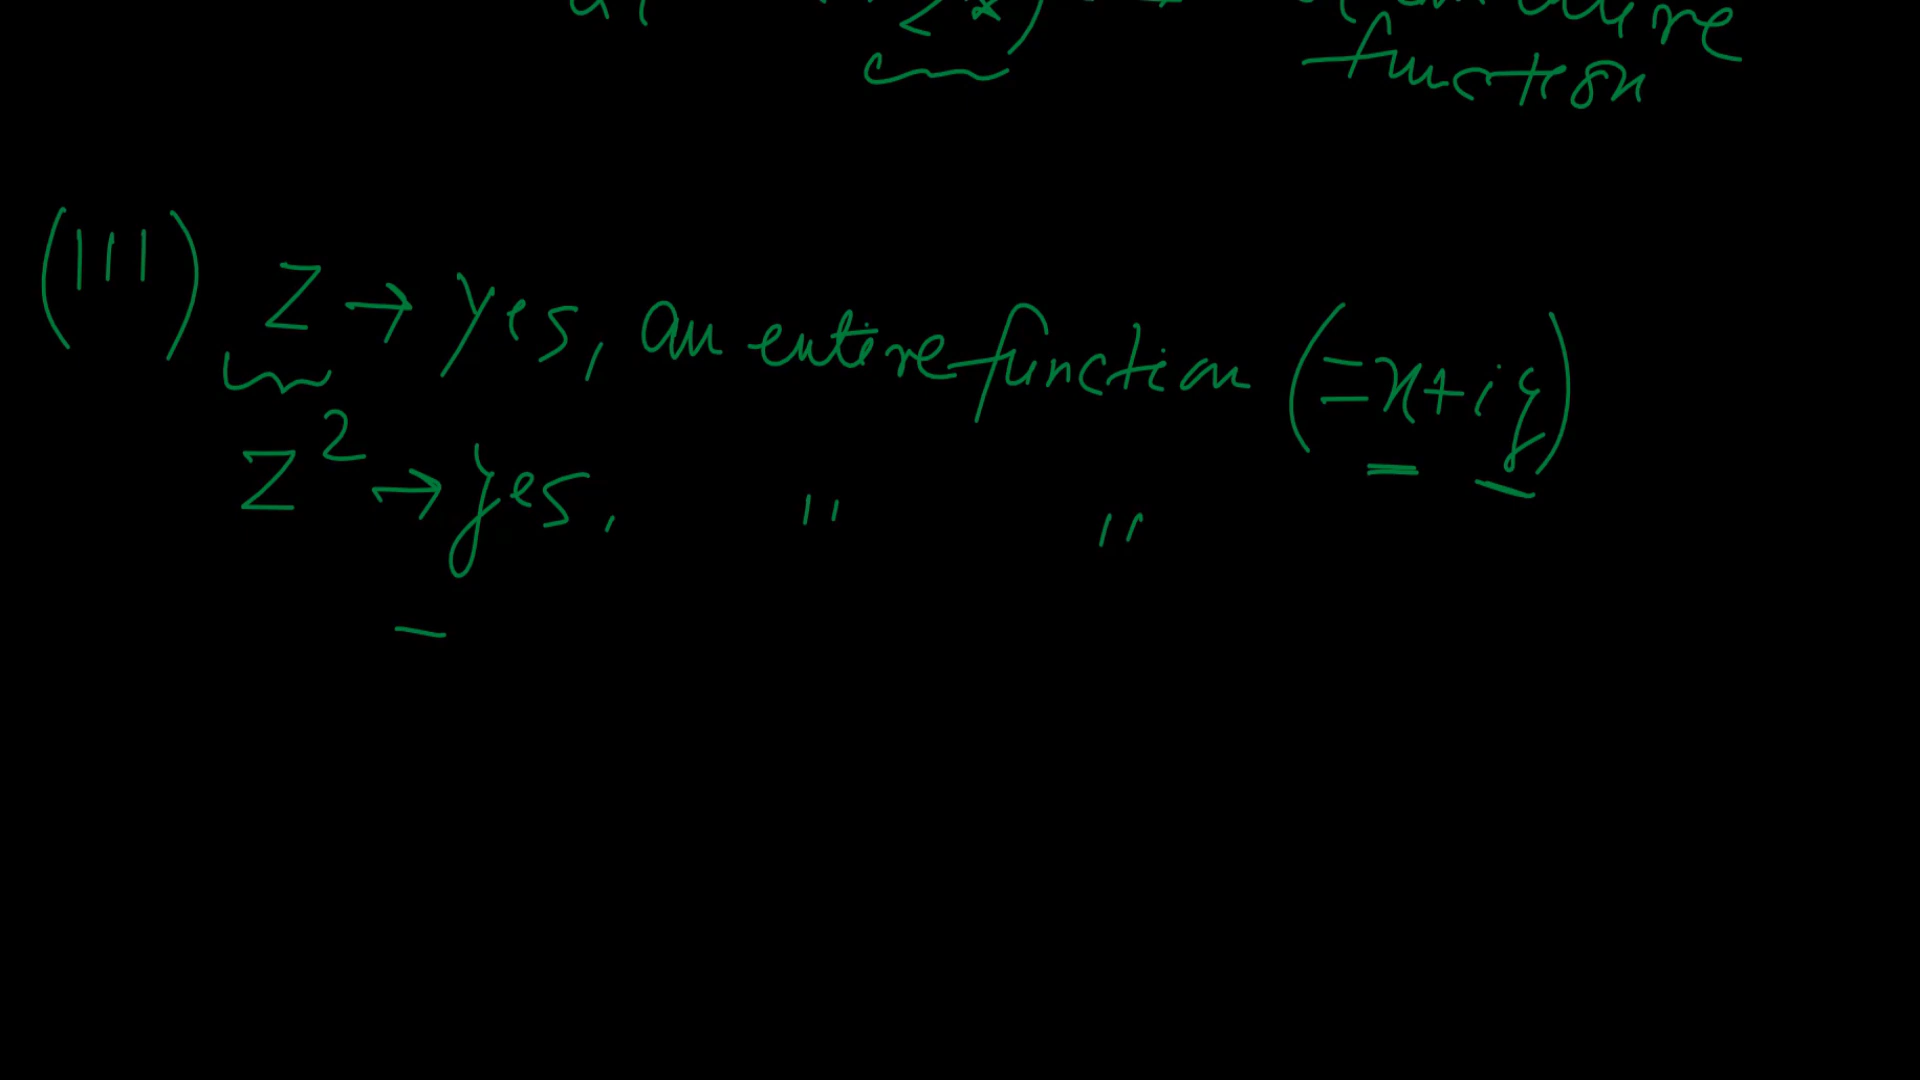 function
(III) Z → yes, an entire function (= x + iy)
Z² → yes, " "